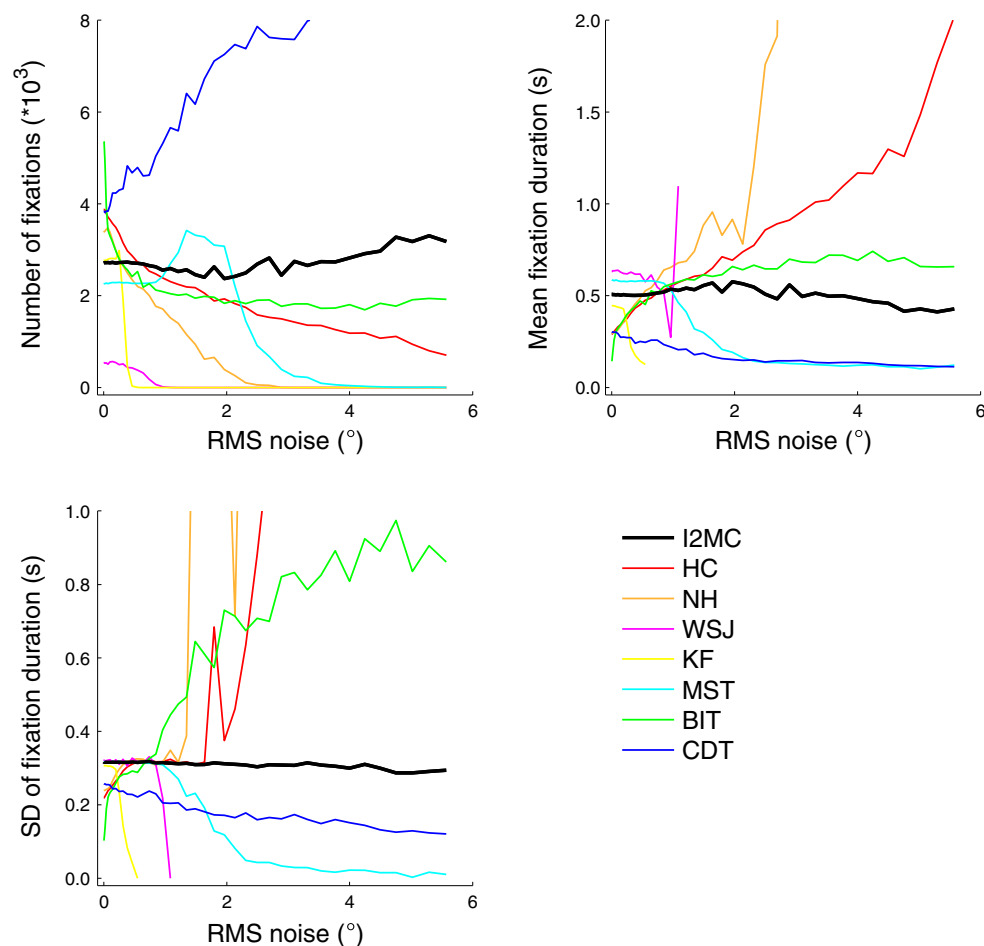 Number of fixations (*10³)
8
6
4
2
0
0 2 4 6
RMS noise (°)
Mean fixation duration (s)
2.0
1.5
1.0
0.5
0.0
0 2 4 6
RMS noise (°)
SD of fixation duration (s)
1.0
0.8
0.6
0.4
0.2
0.0
0 2 4 6
RMS noise (°)
I2MC
HC
NH
WSJ
KF
MST
BIT
CDT